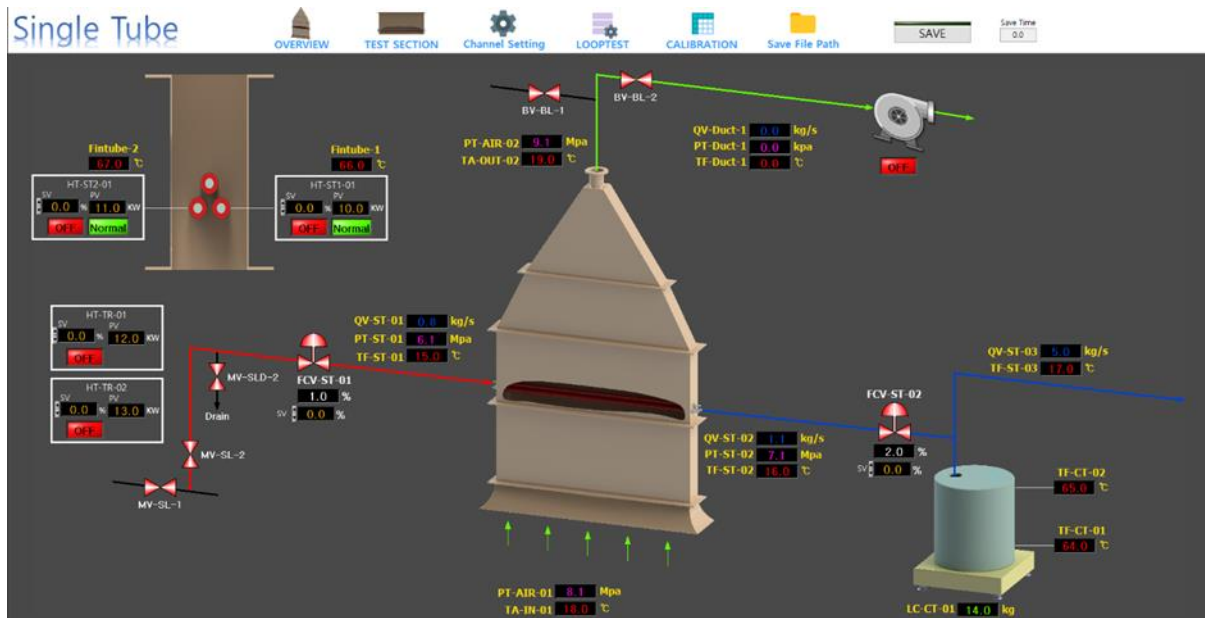 Single Tube
OVERVIEW
TEST SECTION
Channel Setting
LOOPTEST
CALIBRATION
Save File Path
SAVE
Save Time
0.0
Fintube-2
67.0 ℃
HT-ST2-01
SV PV
0.0 % 11.0 KW
OFF Normal
Fintube-1
66.0 ℃
HT-ST1-01
SV PV
0.0 % 10.0 KW
OFF Normal
BV-BL-1
BV-BL-2
PT-AIR-02 9.1 Mpa
TA-OUT-02 19.0 ℃
QV-Duct-1 0.0 kg/s
PT-Duct-1 0.0 kpa
TF-Duct-1 0.0 ℃
OFF
HT-TR-01
SV PV
0.0 % 12.0 KW
OFF
HT-TR-02
SV PV
0.0 % 13.0 KW
OFF
MV-SLD-2
Drain
MV-SL-2
MV-SL-1
QV-ST-01 kg/s
PT-ST-01 6.1 Mpa
TF-ST-01 15.0 ℃
FCV-ST-01
1.0 %
SV 0.0 %
QV-ST-02 1.1 kg/s
PT-ST-02 7.1 Mpa
TF-ST-02 16.0 ℃
FCV-ST-02
2.0 %
SV 0.0 %
QV-ST-03 5.0 kg/s
TF-ST-03 17.0 ℃
TF-CT-02
65.0 ℃
TF-CT-01
64.0 ℃
LC-CT-01 14.0 kg
PT-AIR-01 8.1 Mpa
TA-IN-01 18.0 ℃